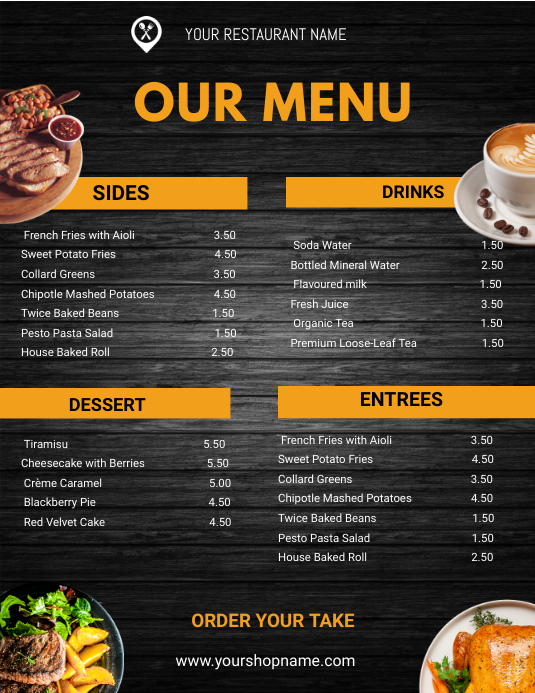 YOUR RESTAURANT NAME
OUR MENU
SIDES
French Fries with Aioli 3.50
Sweet Potato Fries 4.50
Collard Greens 3.50
Chipotle Mashed Potatoes 4.50
Twice Baked Beans 1.50
Pesto Pasta Salad 1.50
House Baked Roll 2.50
DRINKS
Soda Water 1.50
Bottled Mineral Water 2.50
Flavoured milk 1.50
Fresh Juice 3.50
Organic Tea 1.50
Premium Loose-Leaf Tea 1.50
DESSERT
Tiramisu 5.50
Cheesecake with Berries 5.50
Crème Caramel 5.00
Blackberry Pie 4.50
Red Velvet Cake 4.50
ENTREES
French Fries with Aioli 3.50
Sweet Potato Fries 4.50
Collard Greens 3.50
Chipotle Mashed Potatoes 4.50
Twice Baked Beans 1.50
Pesto Pasta Salad 1.50
House Baked Roll 2.50
ORDER YOUR TAKE
www.yourshopname.com